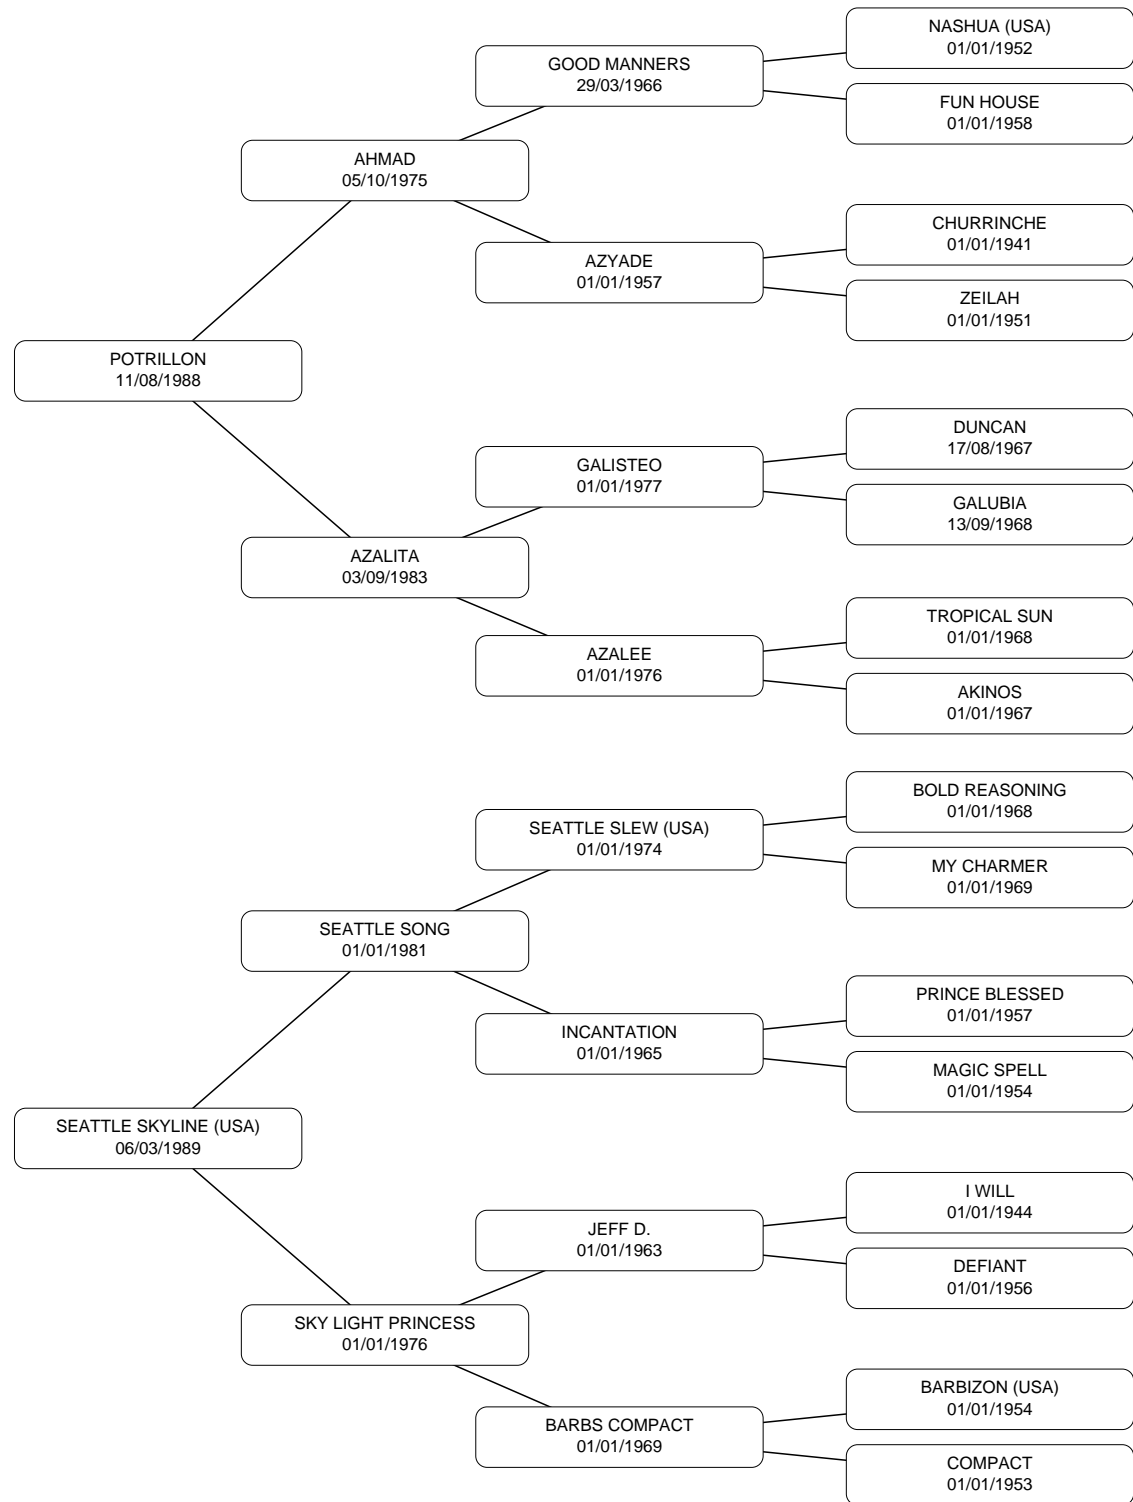 NASHUA (USA)
01/01/1952
GOOD MANNERS
29/03/1966
FUN HOUSE
01/01/1958
AHMAD
05/10/1975
CHURRINCHE
01/01/1941
AZYADE
01/01/1957
ZEILAH
01/01/1951
POTRILLON
11/08/1988
DUNCAN
17/08/1967
GALISTEO
01/01/1977
GALUBIA
13/09/1968
AZALITA
03/09/1983
TROPICAL SUN
01/01/1968
AZALEE
01/01/1976
AKINOS
01/01/1967
BOLD REASONING
01/01/1968
SEATTLE SLEW (USA)
01/01/1974
MY CHARMER
01/01/1969
SEATTLE SONG
01/01/1981
PRINCE BLESSED
01/01/1957
INCANTATION
01/01/1965
MAGIC SPELL
01/01/1954
SEATTLE SKYLINE (USA)
06/03/1989
I WILL
01/01/1944
JEFF D.
01/01/1963
DEFIANT
01/01/1956
SKY LIGHT PRINCESS
01/01/1976
BARBIZON (USA)
01/01/1954
BARBS COMPACT
01/01/1969
COMPACT
01/01/1953